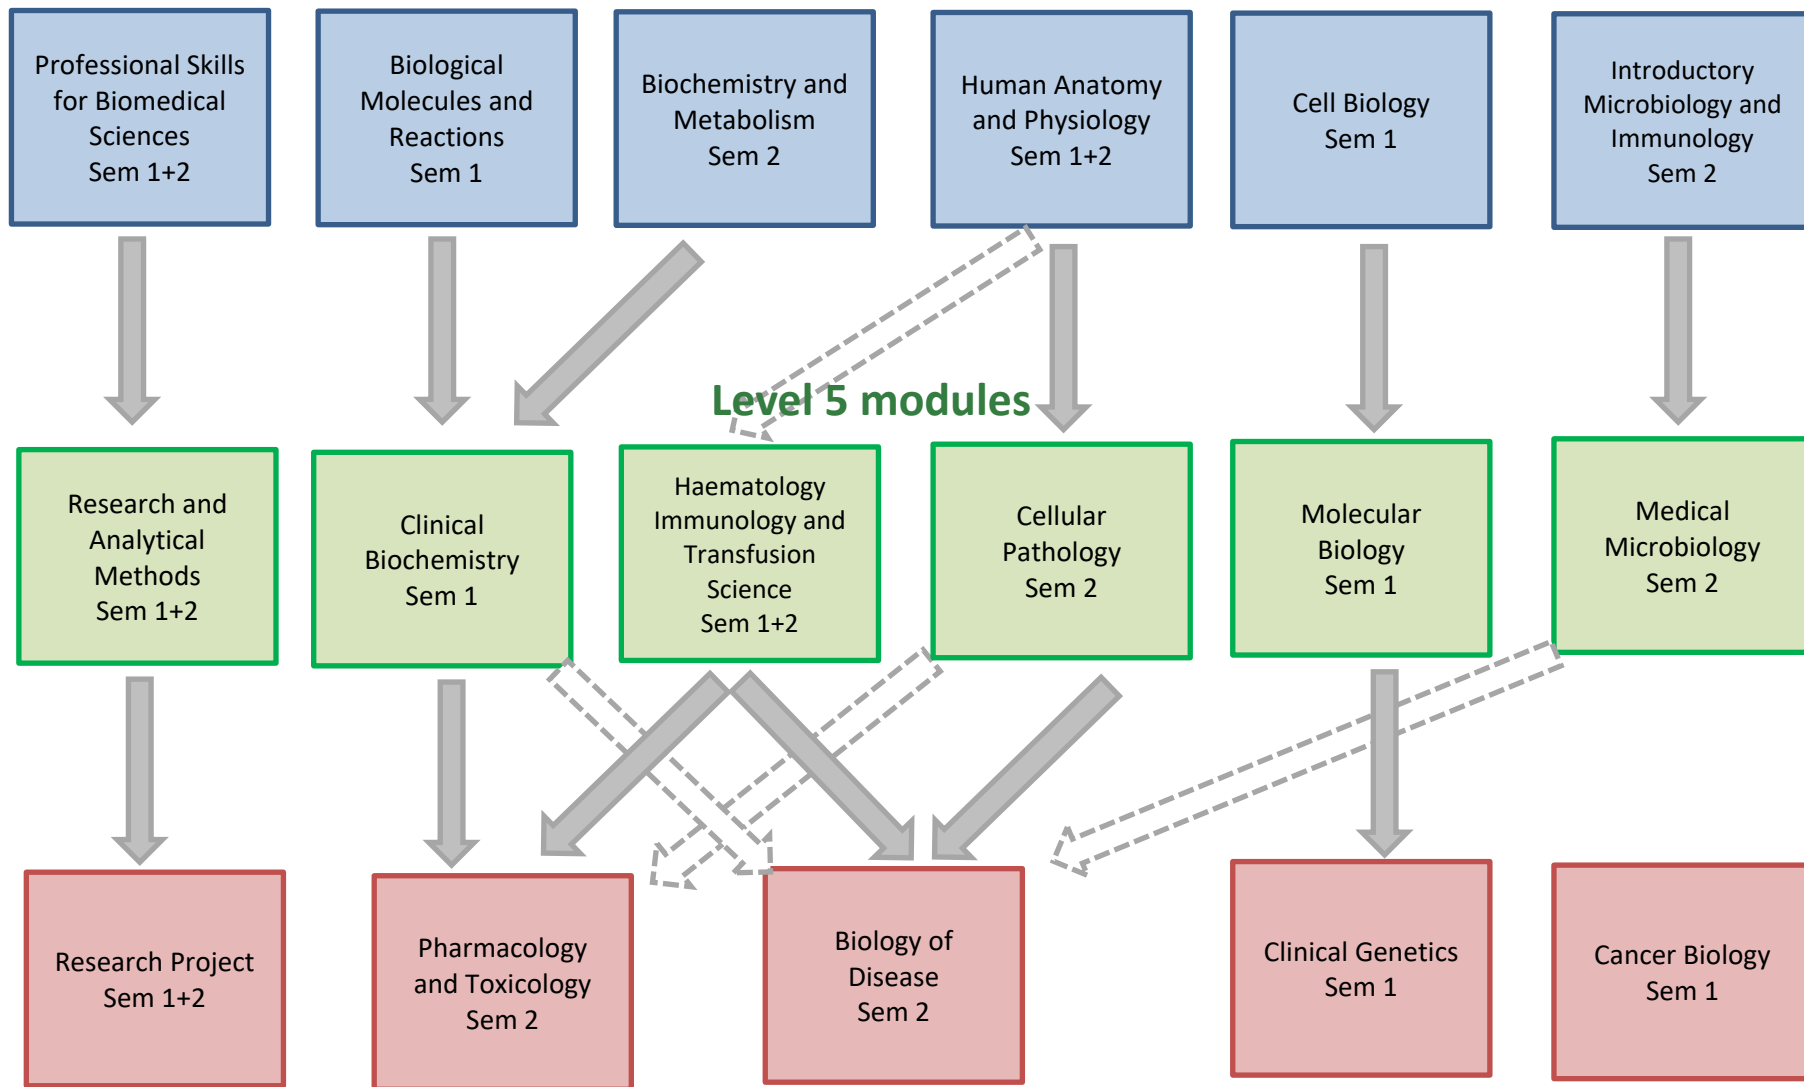 Professional Skills
for Biomedical
Sciences
Sem 1+2
Biological
Molecules and
Reactions
Sem 1
Biochemistry and
Metabolism
Sem 2
Human Anatomy
and Physiology
Sem 1+2
Cell Biology
Sem 1
Introductory
Microbiology and
Immunology
Sem 2
Level 5 modules
Research and
Analytical
Methods
Sem 1+2
Clinical
Biochemistry
Sem 1
Haematology
Immunology and
Transfusion
Science
Sem 1+2
Cellular
Pathology
Sem 2
Molecular
Biology
Sem 1
Medical
Microbiology
Sem 2
Research Project
Sem 1+2
Pharmacology
and Toxicology
Sem 2
Biology of
Disease
Sem 2
Clinical Genetics
Sem 1
Cancer Biology
Sem 1